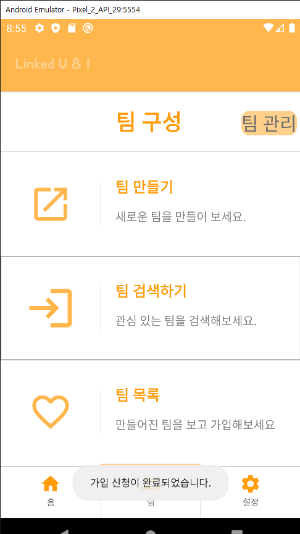 Android Emulator - Pixel_2_API_29:5554
8:55
Linked U & I
팀 구성
팀 관리
팀 만들기
새로운 팀을 만들어 보세요.
팀 검색하기
관심 있는 팀을 검색해보세요.
팀 목록
만들어진 팀을 보고 가입해보세요
가입 신청이 완료되었습니다.
홈
팀
설정